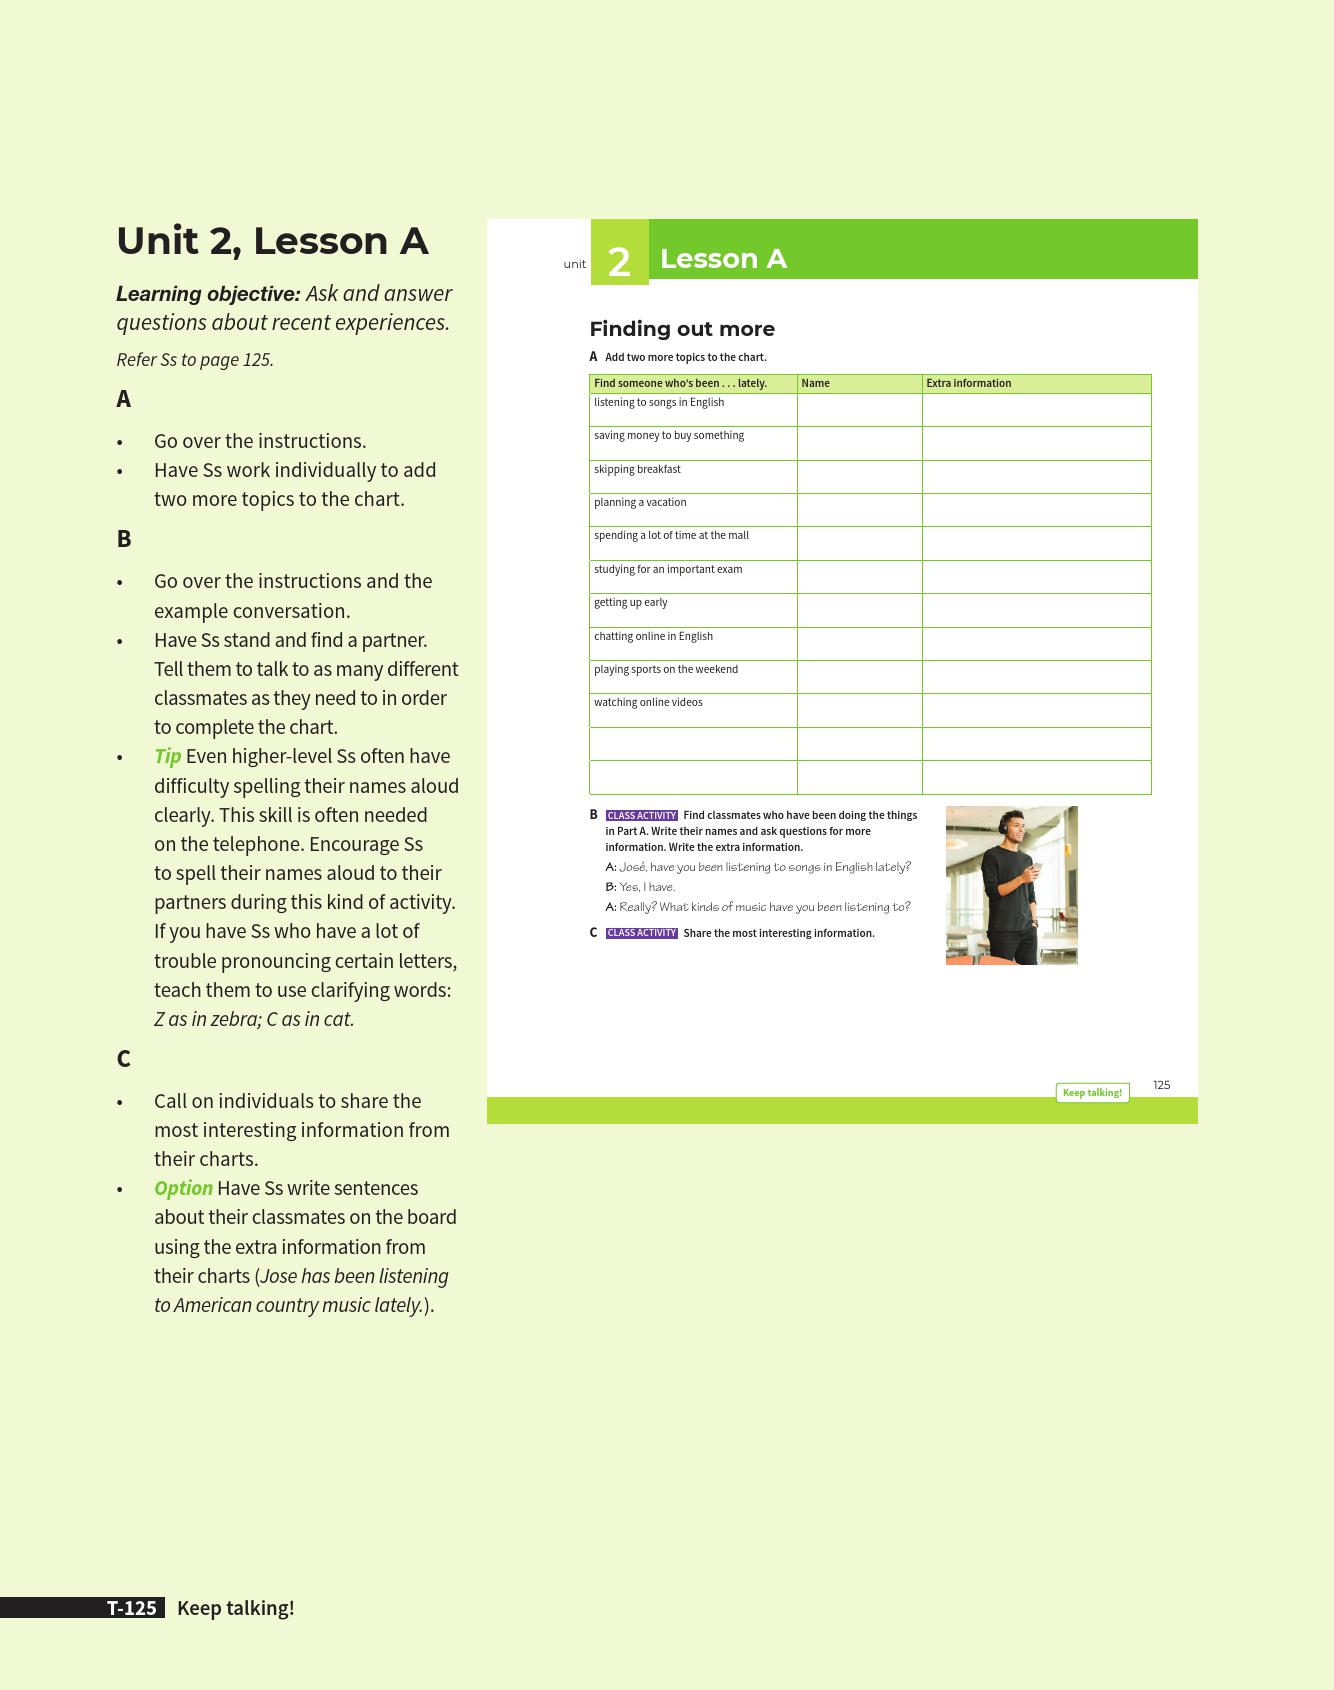 Unit 2, Lesson A
Learning objective: Ask and answer
questions about recent experiences.
Refer Ss to page 125.
A
• Go over the instructions.
• Have Ss work individually to add
two more topics to the chart.
B
• Go over the instructions and the
example conversation.
• Have Ss stand and find a partner.
Tell them to talk to as many different
classmates as they need to in order
to complete the chart.
• Tip Even higher-level Ss often have
difficulty spelling their names aloud
clearly. This skill is often needed
on the telephone. Encourage Ss
to spell their names aloud to their
partners during this kind of activity.
If you have Ss who have a lot of
trouble pronouncing certain letters,
teach them to use clarifying words:
Z as in zebra; C as in cat.
C
• Call on individuals to share the
most interesting information from
their charts.
• Option Have Ss write sentences
about their classmates on the board
using the extra information from
their charts (Jose has been listening
to American country music lately.).
unit 2 Lesson A
Finding out more
A Add two more topics to the chart.
Find someone who's been . . . lately. Name Extra information
listening to songs in English
saving money to buy something
skipping breakfast
planning a vacation
spending a lot of time at the mall
studying for an important exam
getting up early
chatting online in English
playing sports on the weekend
watching online videos
B CLASS ACTIVITY Find classmates who have been doing the things
in Part A. Write their names and ask questions for more
information. Write the extra information.
A: José, have you been listening to songs in English lately?
B: Yes, I have.
A: Really? What kinds of music have you been listening to?
C CLASS ACTIVITY Share the most interesting information.
Keep talking! 125
T-125 Keep talking!